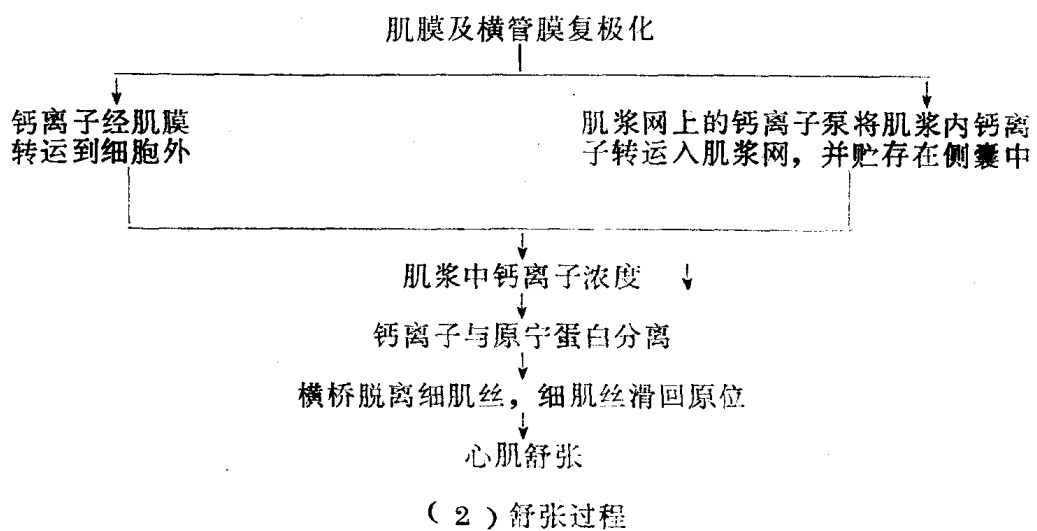 肌膜及横管膜复极化
钙离子经肌膜
转运到细胞外
肌浆网上的钙离子泵将肌浆内钙离
子转运入肌浆网，并贮存在侧囊中
肌浆中钙离子浓度 ↓
钙离子与原宁蛋白分离
横桥脱离细肌丝，细肌丝滑回原位
心肌舒张
（2）舒张过程